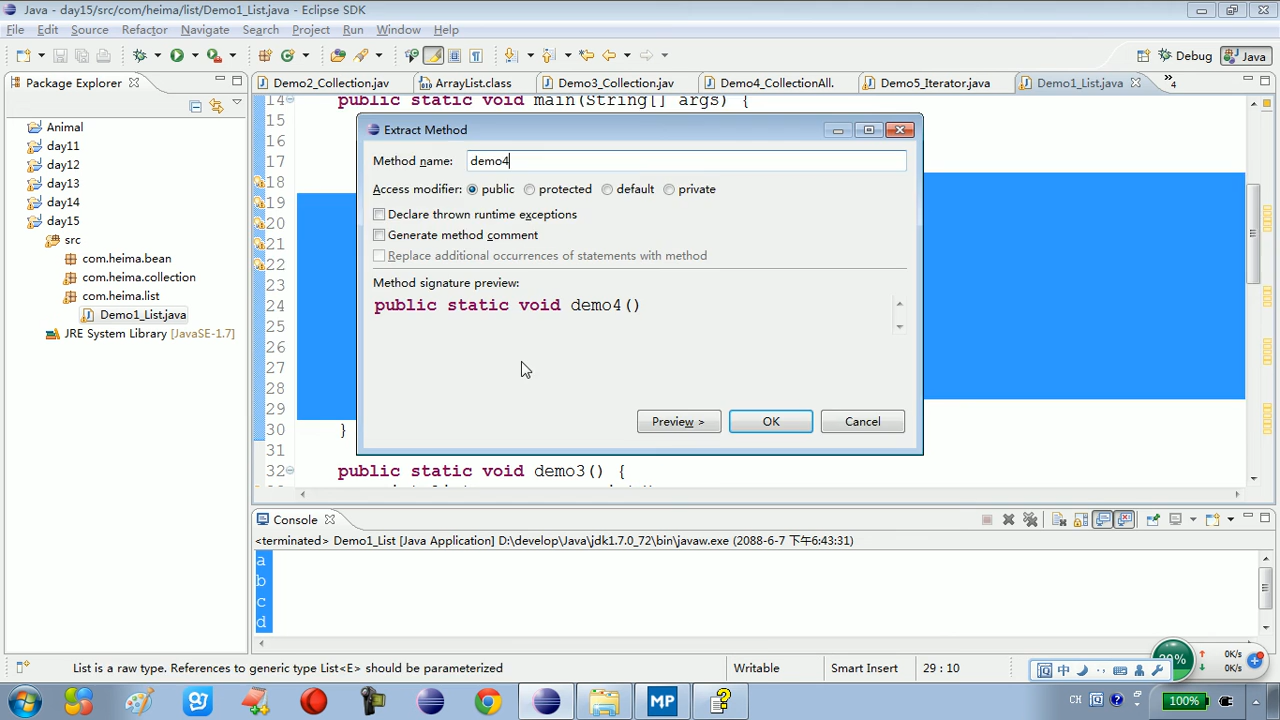 Java - day15/src/com/heima/list/Demo1_List.java - Eclipse SDK
File Edit Source Refactor Navigate Search Project Run Window Help
Debug Java
Package Explorer
Demo2_Collection.jav ArrayList.class Demo3_Collection.jav Demo4_CollectionAll. Demo5_Iterator.java Demo1_List.java »4
Animal
day11
day12
day13
day14
day15
src
com.heima.bean
com.heima.collection
com.heima.list
Demo1_List.java
JRE System Library [JavaSE-1.7]
14 public static void main(String[] args) {
15
16
17
18
19
20
21
22
23
24
25
26
27
28
29
30 }
31
32 public static void demo3() {
Extract Method
Method name: demo4
Access modifier: public protected default private
Declare thrown runtime exceptions
Generate method comment
Replace additional occurrences of statements with method
Method signature preview:
public static void demo4()
Preview > OK Cancel
Console
<terminated> Demo1_List [Java Application] D:\develop\Java\jdk1.7.0_72\bin\javaw.exe (2088-6-7 下午6:43:31)
a
b
c
d
List is a raw type. References to generic type List<E> should be parameterized Writable Smart Insert 29 : 10
0K/s
0K/s
中
CH 100%